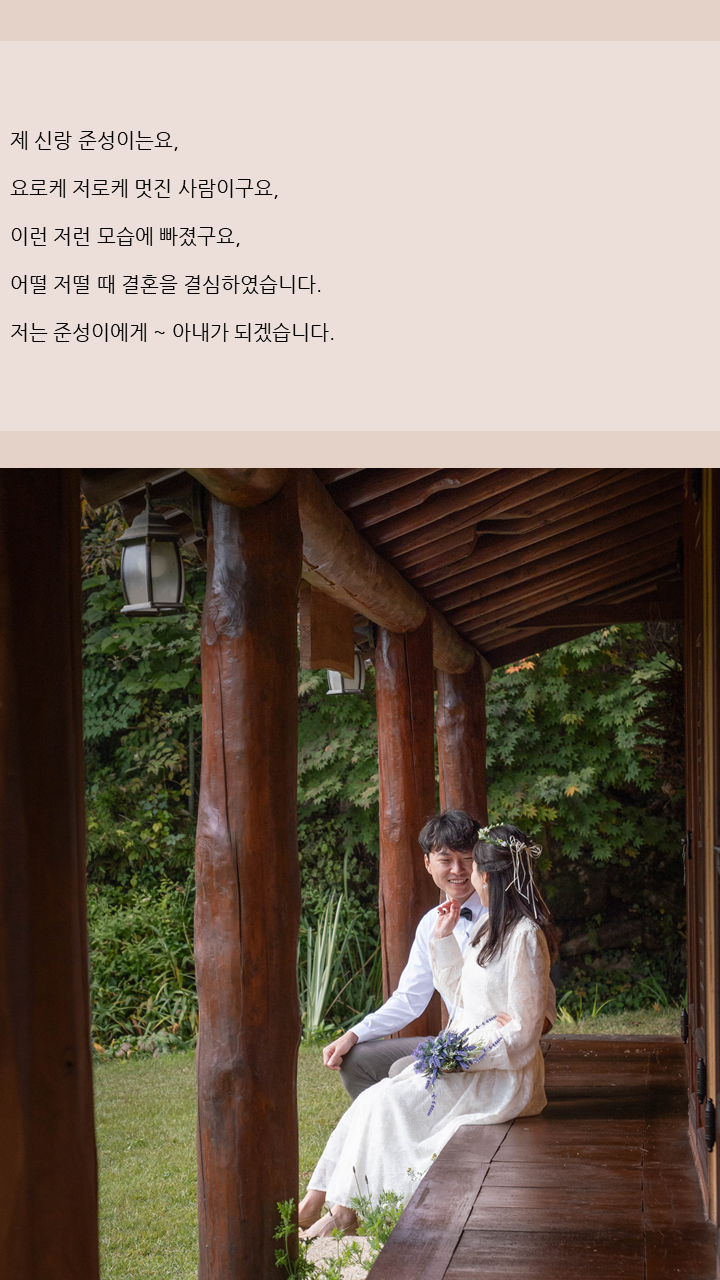 제 신랑 준성이는요,
요로케 저로케 멋진 사람이구요,
이런 저런 모습에 빠졌구요,
어떨 저떨 때 결혼을 결심하였습니다.
저는 준성이에게 ~ 아내가 되겠습니다.